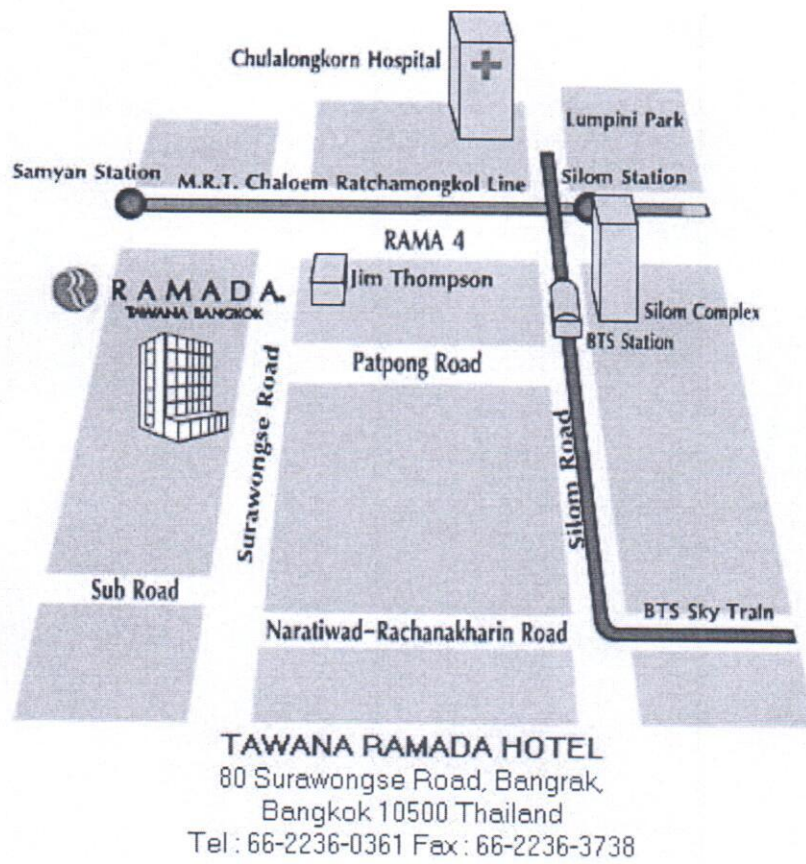 Chulalongkorn Hospital
Lumpini Park
Samyan Station
M.R.T. Chaloem Ratchamongkol Line
Silom Station
RAMA 4
RAMADA.
TAWANA BANGKOK
Jim Thompson
Silom Complex
BTS Station
Patpong Road
Surawongse Road
Silom Road
Sub Road
BTS Sky Train
Naratiwad-Rachanakharin Road
TAWANA RAMADA HOTEL
80 Surawongse Road, Bangrak,
Bangkok 10500 Thailand
Tel : 66-2236-0361 Fax : 66-2236-3738